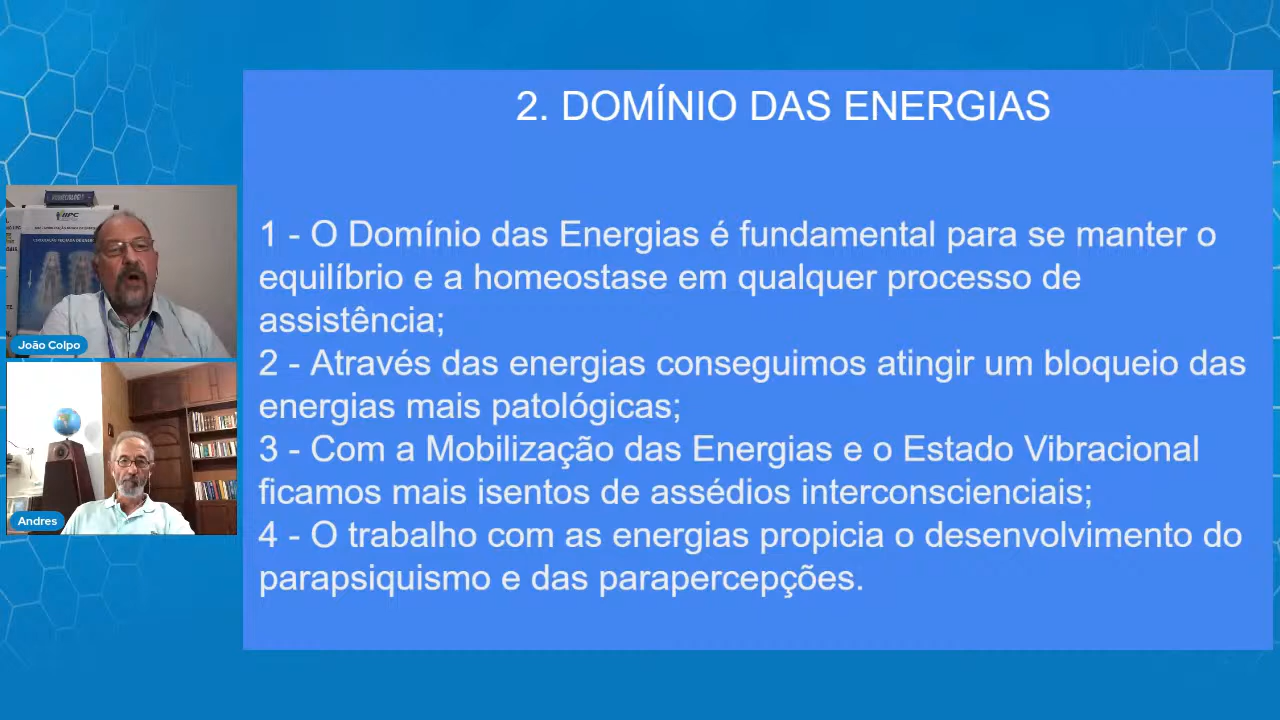 2. DOMÍNIO DAS ENERGIAS
1 - O Domínio das Energias é fundamental para se manter o
equilíbrio e a homeostase em qualquer processo de
assistência;
2 - Através das energias conseguimos atingir um bloqueio das
energias mais patológicas;
3 - Com a Mobilização das Energias e o Estado Vibracional
ficamos mais isentos de assédios interconscienciais;
4 - O trabalho com as energias propicia o desenvolvimento do
parapsiquismo e das parapercepções.
IIPC
João Colpo
Andres